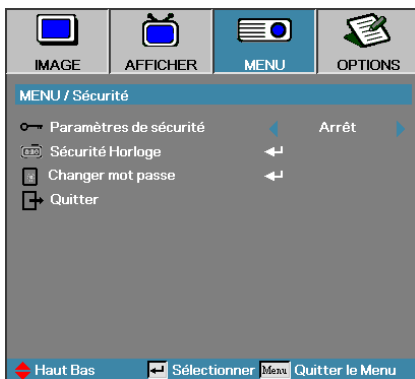 IMAGE AFFICHER MENU OPTIONS
MENU / Sécurité
Paramètres de sécurité Arrêt
Sécurité Horloge
Changer mot passe
Quitter
Haut Bas Sélectionner Menu Quitter le Menu